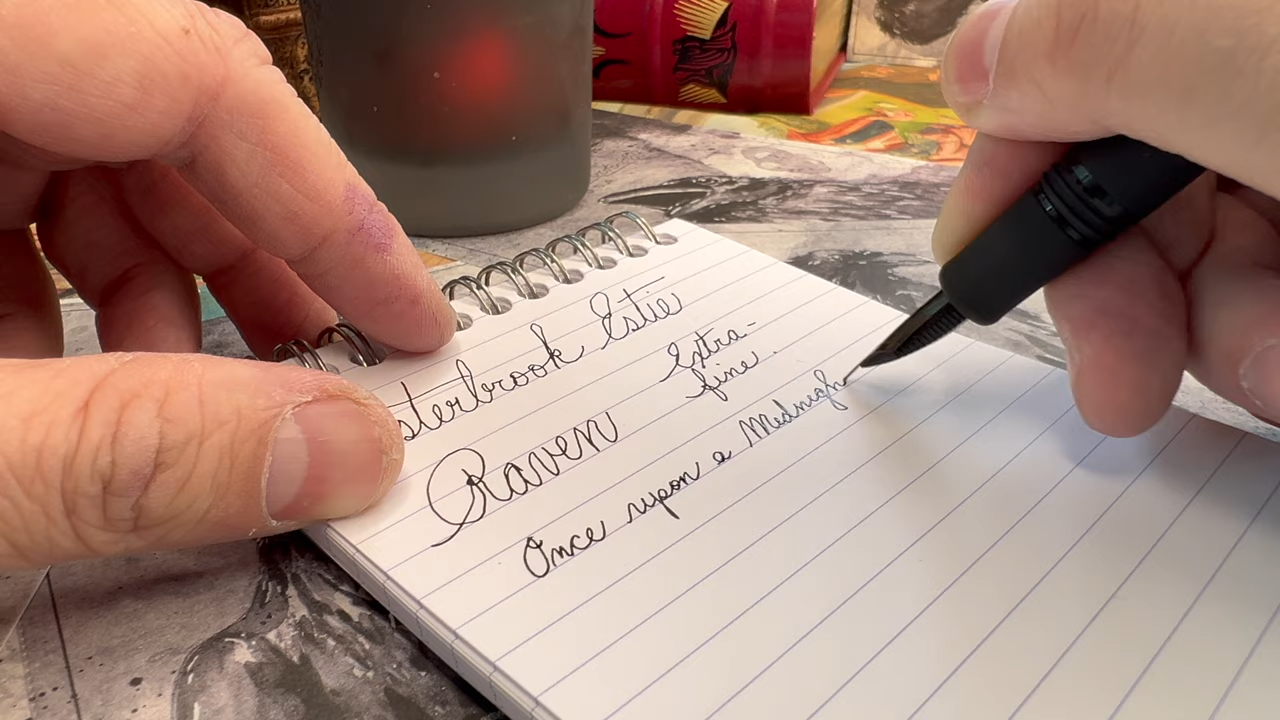 sterbrook Estie
Extra-
fine.
Raven
Once upon a Midnigh